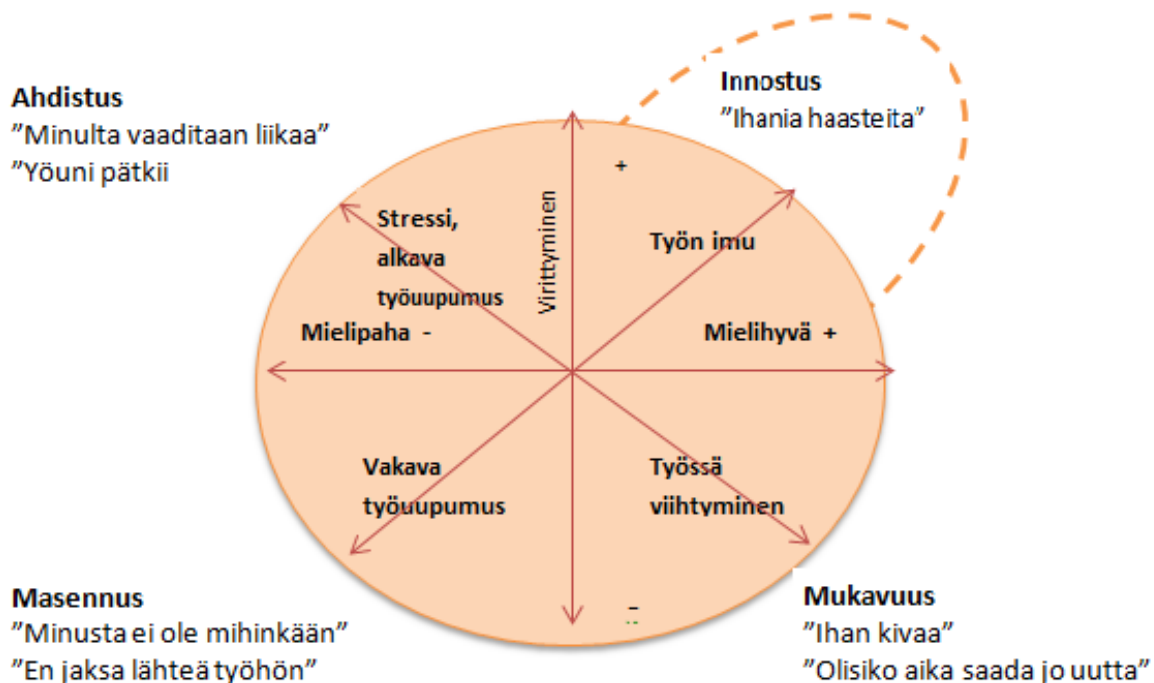 Ahdistus
"Minulta vaaditaan liikaa"
"Yöuni pätkii
Innostus
"Ihania haasteita"
+
Virittyminen
Stressi,
alkava
työuupumus
Työn imu
Mielipaha -
Mielihyvä +
Vakava
työuupumus
Työssä
viihtyminen
-
Masennus
"Minusta ei ole mihinkään"
"En jaksa lähteä työhön"
Mukavuus
"Ihan kivaa"
"Olisiko aika saada jo uutta"